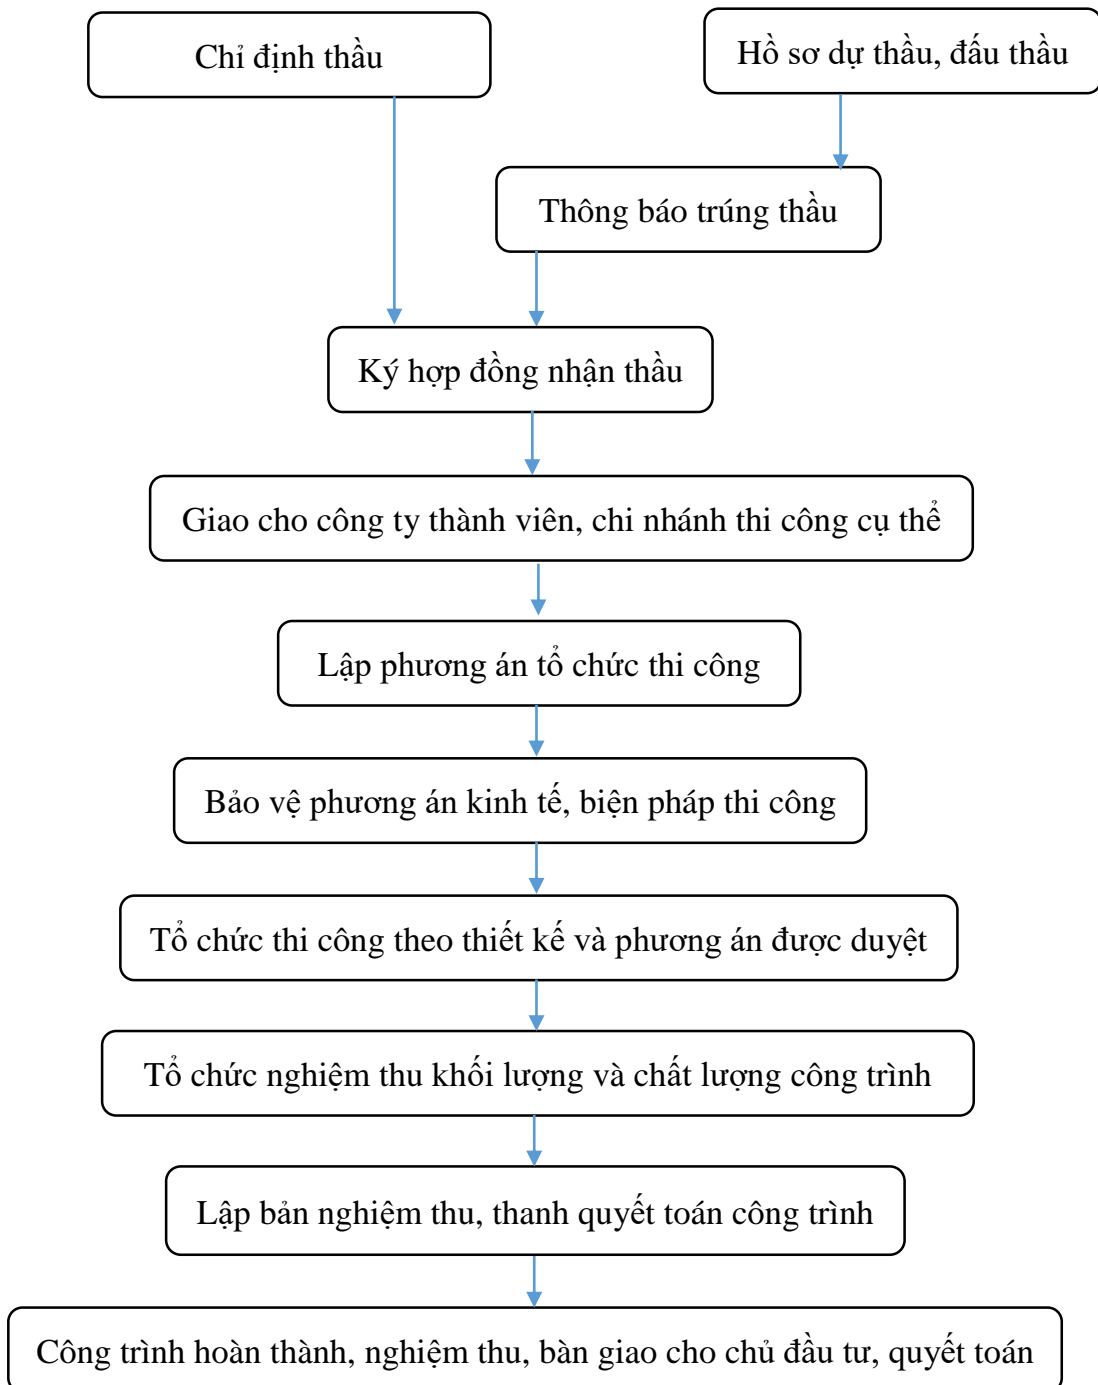 Chỉ định thầu
Hồ sơ dự thầu, đấu thầu
Thông báo trúng thầu
Ký hợp đồng nhận thầu
Giao cho công ty thành viên, chi nhánh thi công cụ thể
Lập phương án tổ chức thi công
Bảo vệ phương án kinh tế, biện pháp thi công
Tổ chức thi công theo thiết kế và phương án được duyệt
Tổ chức nghiệm thu khối lượng và chất lượng công trình
Lập bản nghiệm thu, thanh quyết toán công trình
Công trình hoàn thành, nghiệm thu, bàn giao cho chủ đầu tư, quyết toán